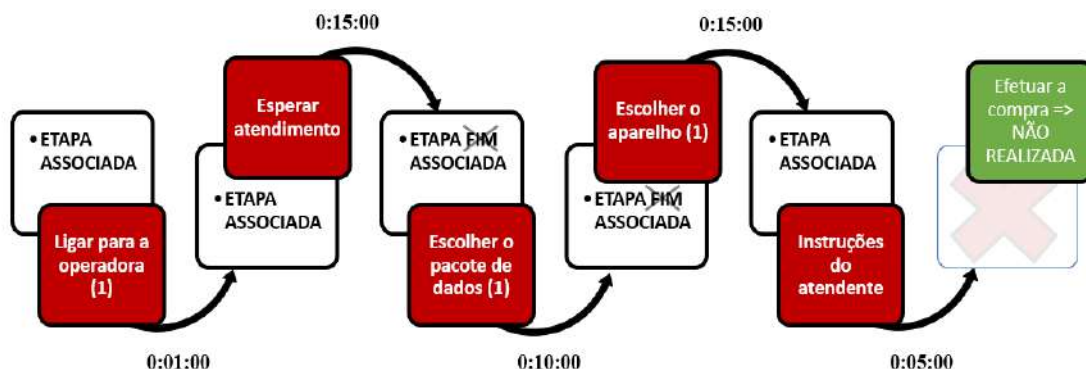 0:15:00
0:15:00
• ETAPA
ASSOCIADA
Ligar para a
operadora
(1)
Esperar
atendimento
• ETAPA
ASSOCIADA
• ETAPA FIM
ASSOCIADA
Escolher o
pacote de
dados (1)
Escolher o
aparelho (1)
• ETAPA FIM
ASSOCIADA
• ETAPA
ASSOCIADA
Instruções
do
atendente
Efetuar a
compra =>
NÃO
REALIZADA
0:01:00
0:10:00
0:05:00